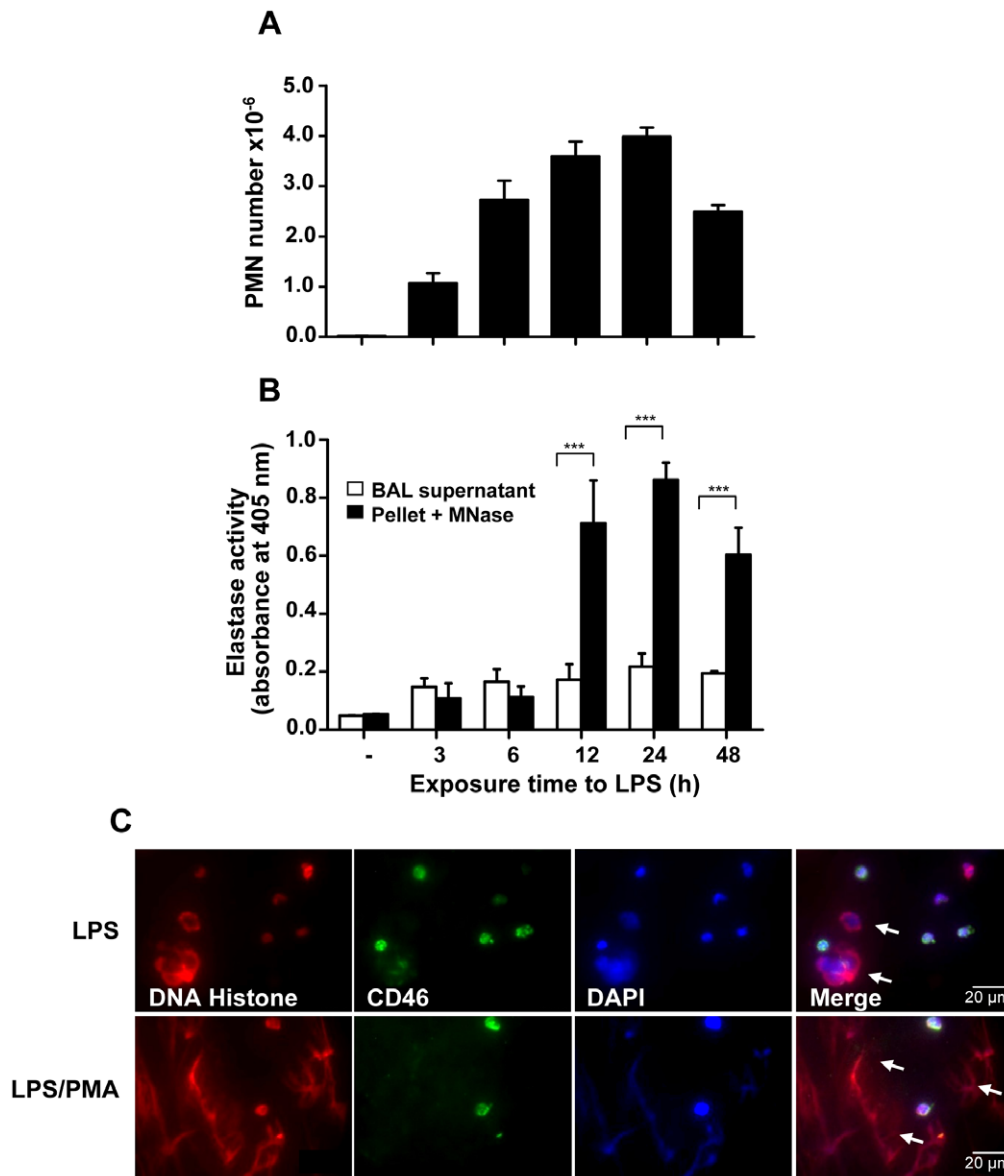 A
PMN number x10-6
5.0
4.0
3.0
2.0
1.0
0.0
B
Elastase activity
(absorbance at 405 nm)
1.0
0.8
0.6
0.4
0.2
0.0
BAL supernatant
Pellet + MNase
***
***
***
- 3 6 12 24 48
Exposure time to LPS (h)
C
LPS
DNA Histone CD46 DAPI Merge 20 µm
LPS/PMA
20 µm